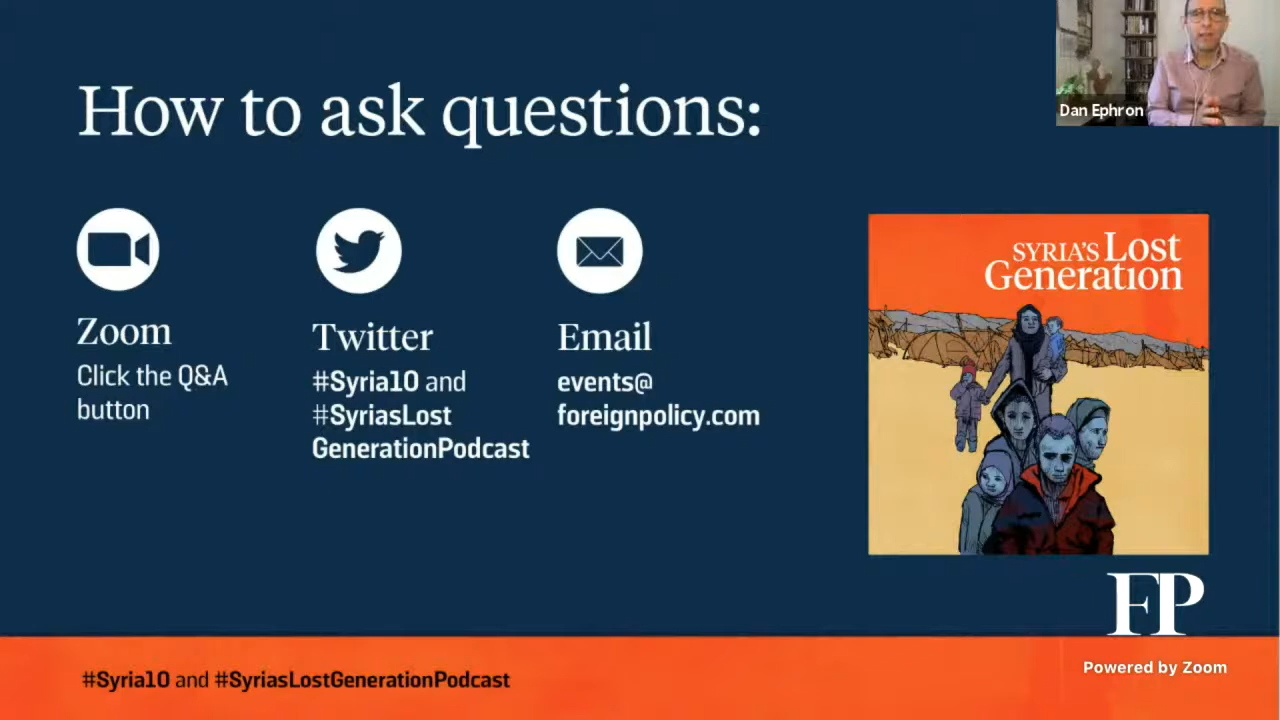 Dan Ephron
How to ask questions:
Zoom
Click the Q&A
button
Twitter
#Syria10 and
#SyriasLost
GenerationPodcast
Email
events@
foreignpolicy.com
SYRIA'S Lost
Generation
FP
Powered by Zoom
#Syria10 and #SyriasLostGenerationPodcast